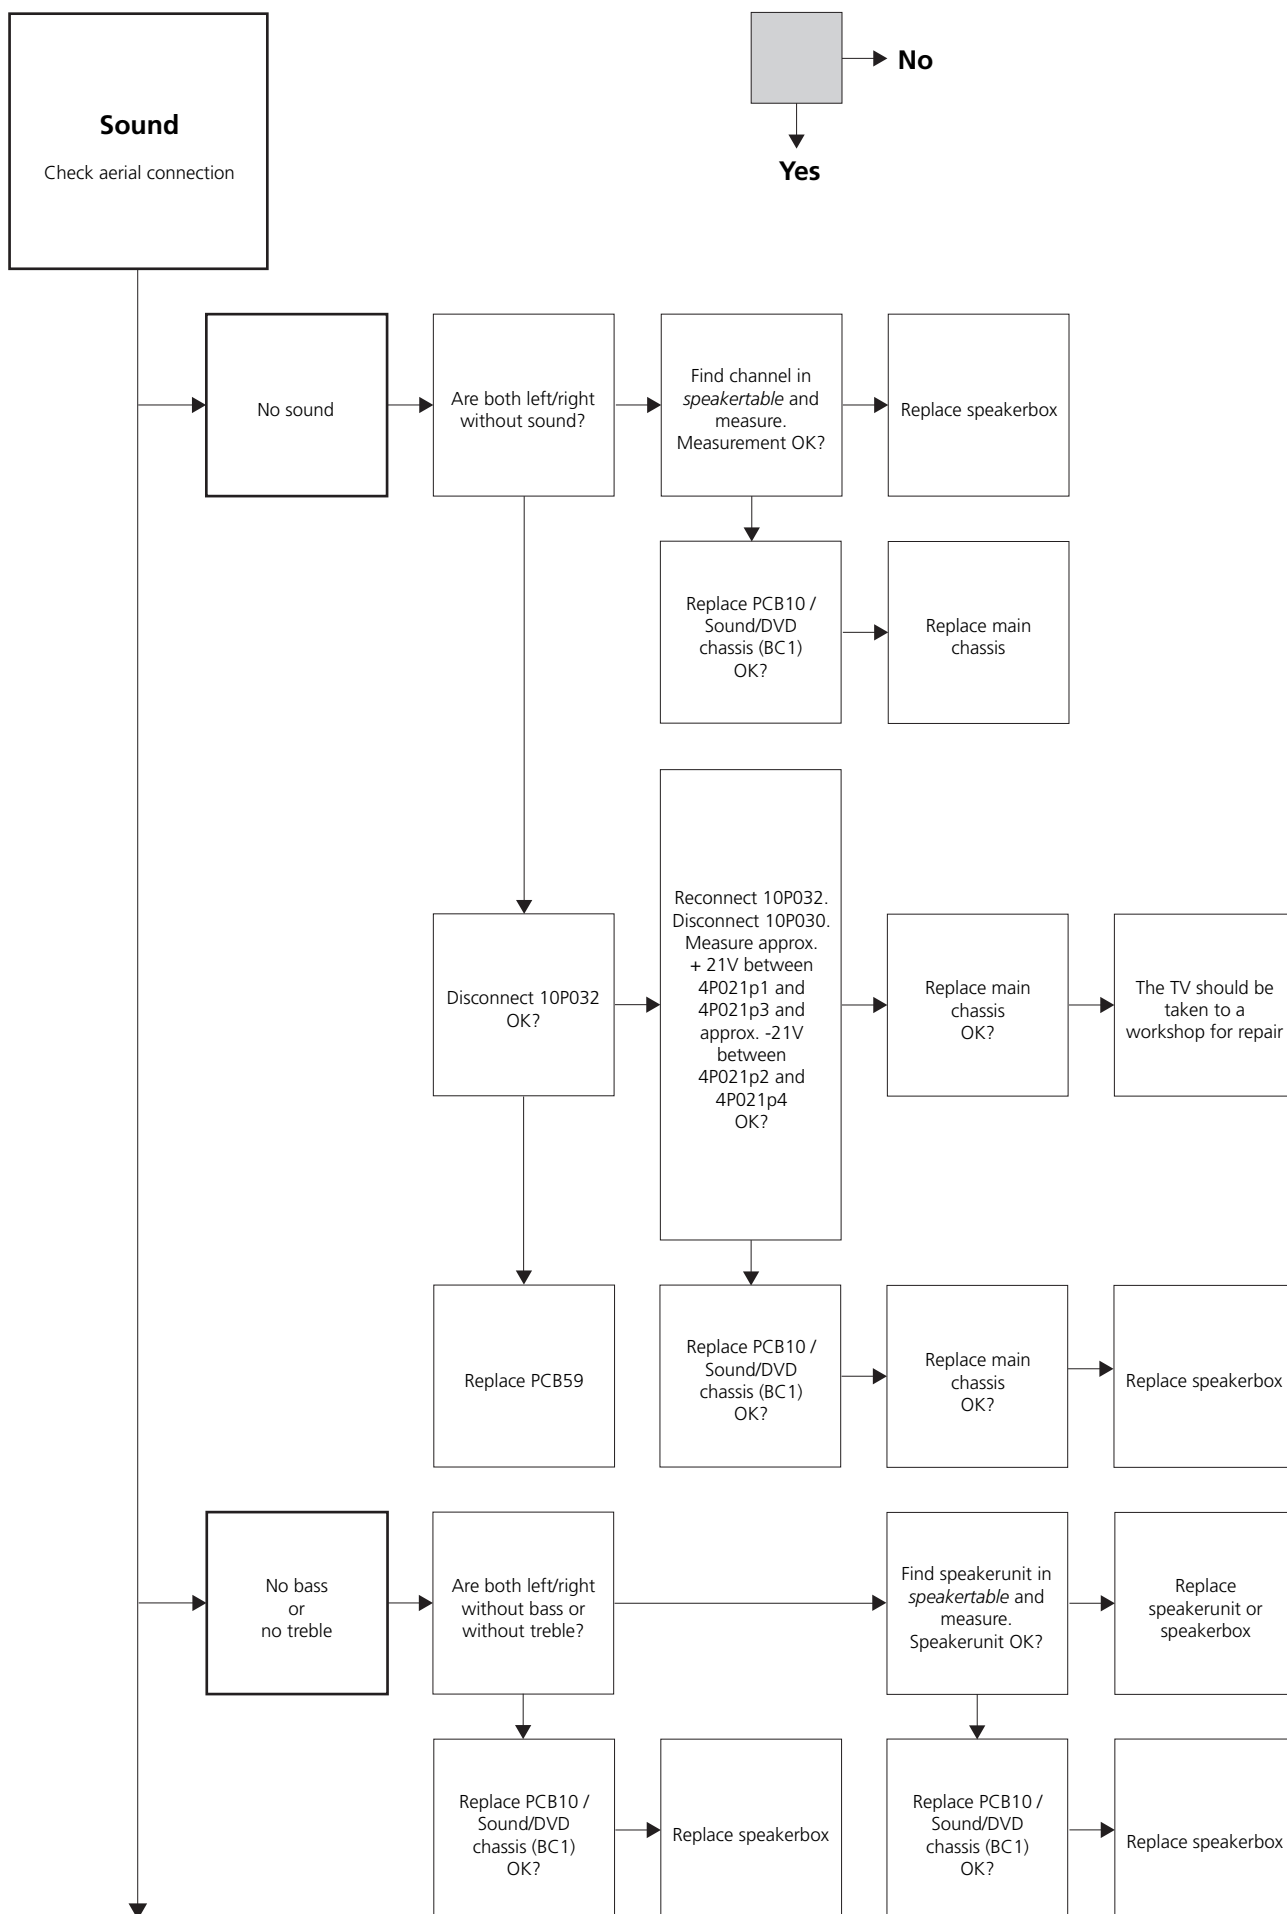 Sound
Check aerial connection
No
Yes
No sound
Are both left/right
without sound?
Find channel in
speakertable and
measure.
Measurement OK?
Replace speakerbox
Replace PCB10 /
Sound/DVD
chassis (BC1)
OK?
Replace main
chassis
Disconnect 10P032
OK?
Reconnect 10P032.
Disconnect 10P030.
Measure approx.
+ 21V between
4P021p1 and
4P021p3 and
approx. -21V
between
4P021p2 and
4P021p4
OK?
Replace main
chassis
OK?
The TV should be
taken to a
workshop for repair
Replace PCB59
Replace PCB10 /
Sound/DVD
chassis (BC1)
OK?
Replace main
chassis
OK?
Replace speakerbox
No bass
or
no treble
Are both left/right
without bass or
without treble?
Find speakerunit in
speakertable and
measure.
Speakerunit OK?
Replace
speakerunit or
speakerbox
Replace PCB10 /
Sound/DVD
chassis (BC1)
OK?
Replace speakerbox
Replace PCB10 /
Sound/DVD
chassis (BC1)
OK?
Replace speakerbox